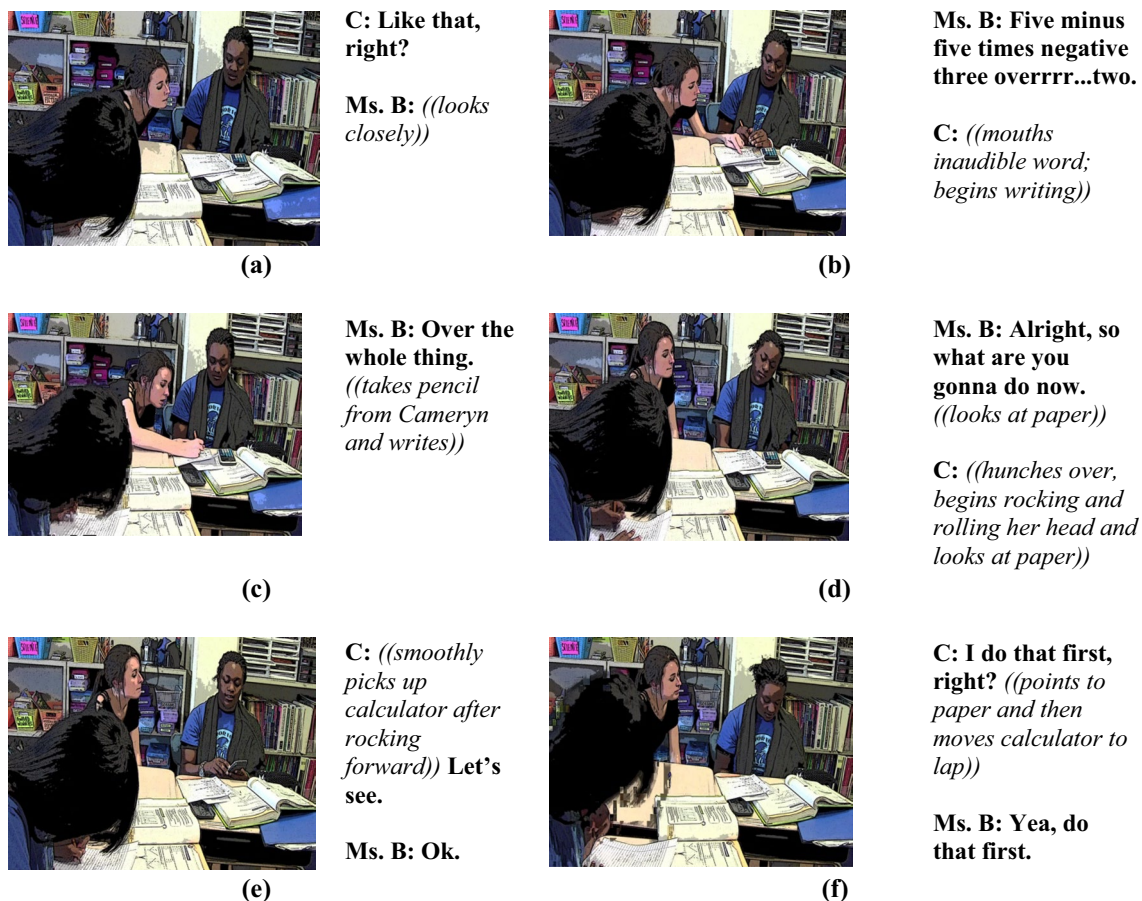 C: Like that,
right?
Ms. B: ((looks
closely))
(a)
Ms. B: Five minus
five times negative
three overrrr...two.
C: ((mouths
inaudible word;
begins writing))
(b)
Ms. B: Over the
whole thing.
((takes pencil
from Cameryn
and writes))
(c)
Ms. B: Alright, so
what are you
gonna do now.
((looks at paper))
C: ((hunches over,
begins rocking and
rolling her head and
looks at paper))
(d)
C: ((smoothly
picks up
calculator after
rocking
forward)) Let’s
see.
Ms. B: Ok.
(e)
C: I do that first,
right? ((points to
paper and then
moves calculator to
lap))
Ms. B: Yea, do
that first.
(f)